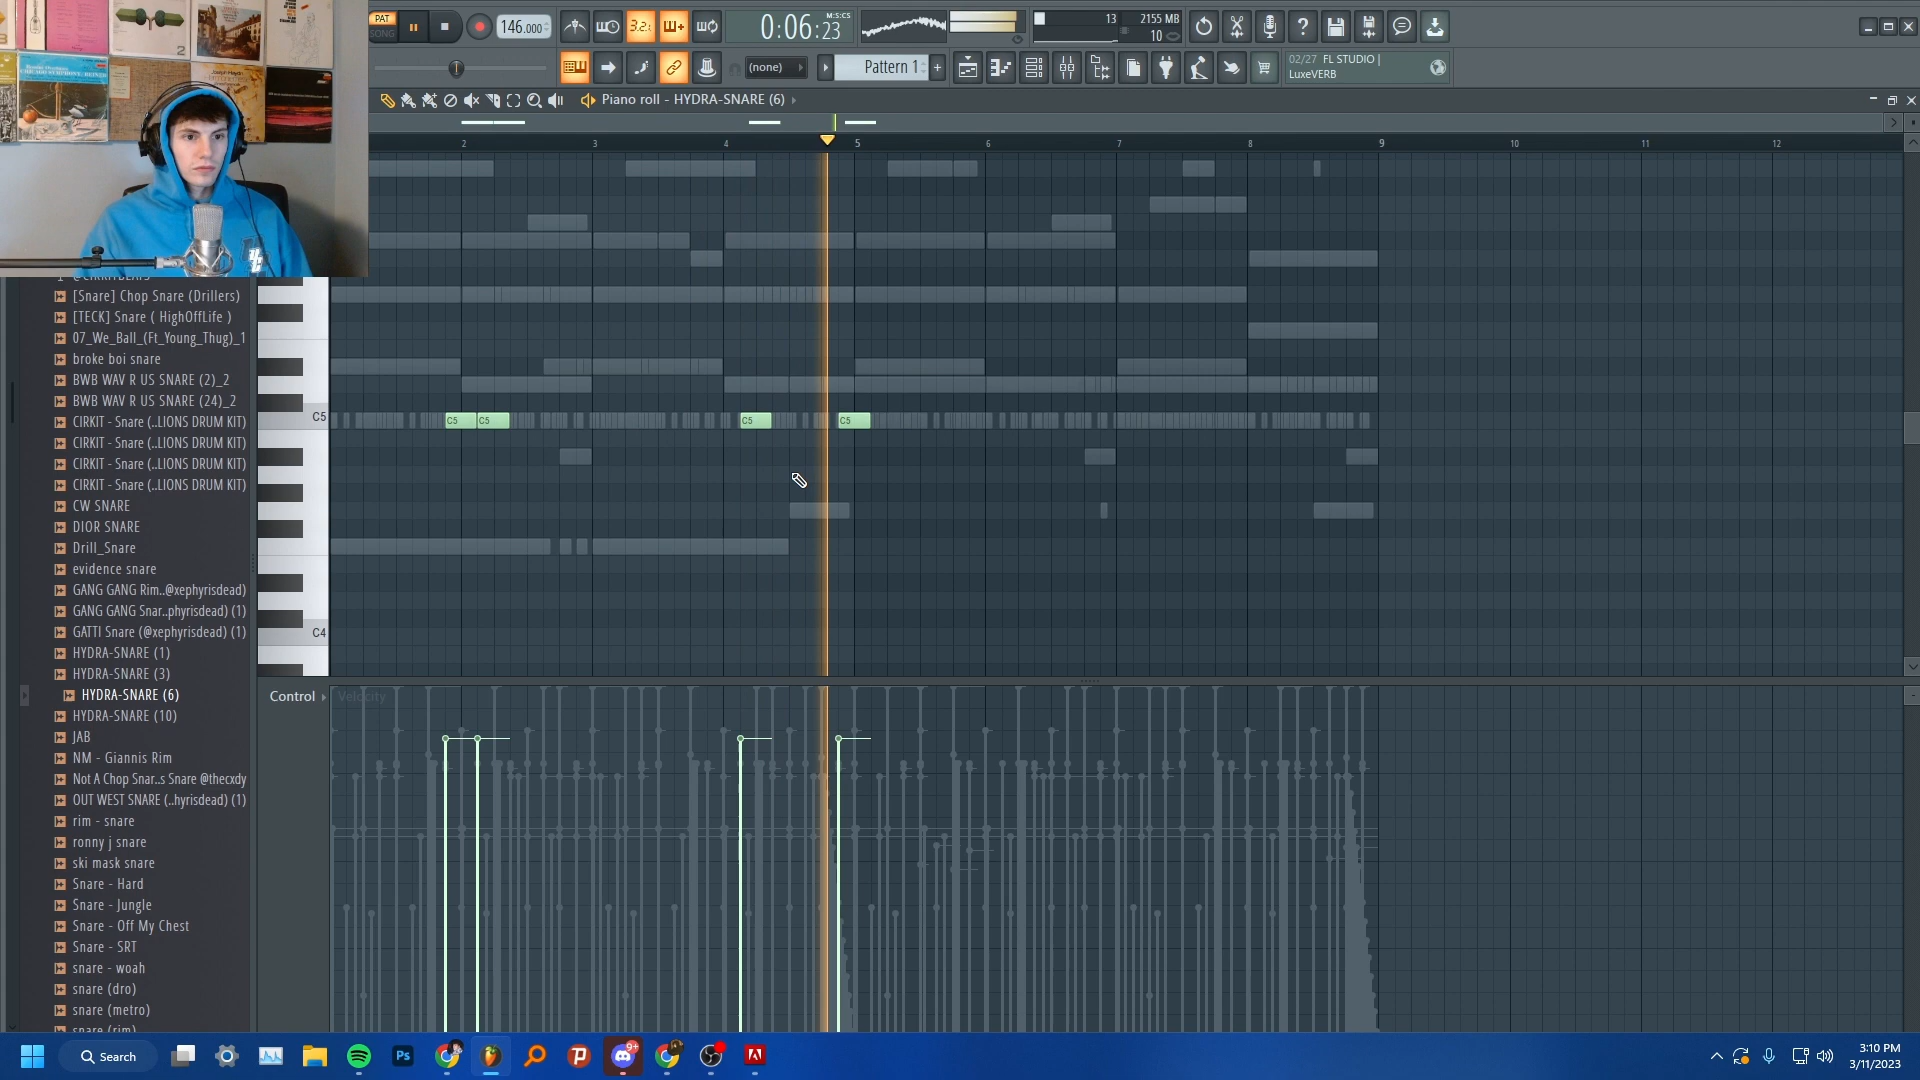 PAT
SONG
146.000
3.2.
0:06:23
M:S:CS
13
2155 MB
10
(none)
Pattern 1
+
02/27 FL STUDIO |
LuxeVERB
Piano roll - HYDRA-SNARE (6)
2
3
4
5
6
7
8
9
10
11
12
[Snare] Chop Snare (Drillers)
[TECK] Snare ( HighOffLife )
07_We_Ball_(Ft_Young_Thug)_1
broke boi snare
BWB WAV R US SNARE (2)_2
BWB WAV R US SNARE (24)_2
CIRKIT - Snare (..LIONS DRUM KIT)
CIRKIT - Snare (..LIONS DRUM KIT)
CIRKIT - Snare (..LIONS DRUM KIT)
CIRKIT - Snare (..LIONS DRUM KIT)
CW SNARE
DIOR SNARE
Drill_Snare
evidence snare
GANG GANG Rim..@xephyrisdead)
GANG GANG Snar..phyrisdead) (1)
GATTI Snare (@xephyrisdead) (1)
HYDRA-SNARE (1)
HYDRA-SNARE (3)
HYDRA-SNARE (6)
HYDRA-SNARE (10)
JAB
NM - Giannis Rim
Not A Chop Snar..s Snare @thecxdy
OUT WEST SNARE (..hyrisdead) (1)
rim - snare
ronny j snare
ski mask snare
Snare - Hard
Snare - Jungle
Snare - Off My Chest
Snare - SRT
snare - woah
snare (dro)
snare (metro)
snare (rim)
C5
C5
C5
C5
C5
C4
Control
Velocity
Search
Ps
9+
3:10 PM
3/11/2023